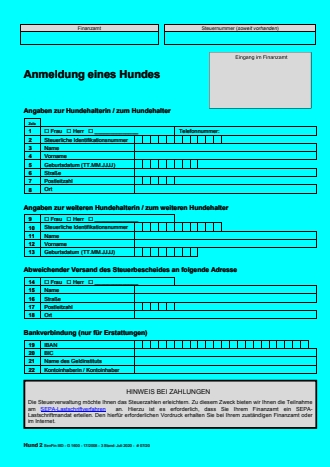 Finanzamt
Steuernummer (soweit vorhanden)
Eingang im Finanzamt
Anmeldung eines Hundes
Angaben zur Hundehalterin / zum Hundehalter
Zeile
1 ☐ Frau ☐ Herr ☐ Telefonnummer:
2 Steuerliche Identifikationsnummer
3 Name
4 Vorname
5 Geburtsdatum (TT.MM.JJJJ)
6 Straße
7 Postleitzahl
8 Ort
Angaben zur weiteren Hundehalterin / zum weiteren Hundehalter
9 ☐ Frau ☐ Herr ☐
10 Steuerliche Identifikationsnummer
11 Name
12 Vorname
13 Geburtsdatum (TT.MM.JJJJ)
Abweichender Versand des Steuerbescheides an folgende Adresse
14 ☐ Frau ☐ Herr ☐
15 Name
16 Straße
17 Postleitzahl
18 Ort
Bankverbindung (nur für Erstattungen)
19 IBAN
20 BIC
21 Name des Geldinstituts
22 Kontoinhaberin / Kontoinhaber
HINWEIS BEI ZAHLUNGEN
Die Steuerverwaltung möchte Ihnen das Steuerzahlen erleichtern. Zu diesem Zweck bieten wir Ihnen die Teilnahme
am SEPA-Lastschriftverfahren an. Hierzu ist es erforderlich, dass Sie Ihrem Finanzamt ein SEPA-
Lastschriftmandat erteilen. Den hierfür erforderlichen Vordruck erhalten Sie bei Ihrem zuständigen Finanzamt oder
im Internet.
Hund 2